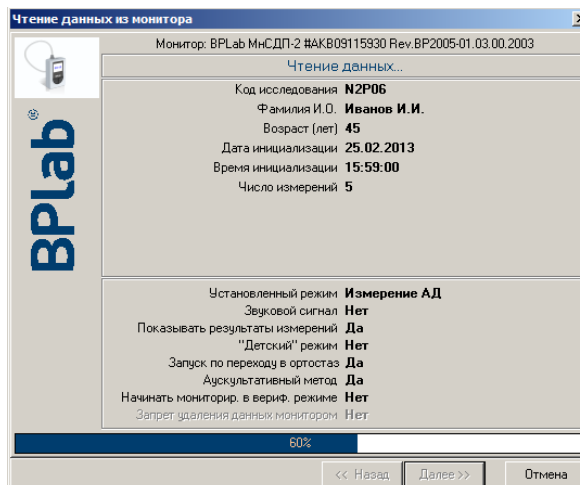 Чтение данных из монитора
Монитор: BPLab МнСДП-2 #AKB09115930 Rev.BP2005-01.03.00.2003
Чтение данных...
Код исследования N2P06
Фамилия И.О. Иванов И.И.
Возраст (лет) 45
Дата инициализации 25.02.2013
Время инициализации 15:59:00
Число измерений 5
BPLab®
Установленный режим Измерение АД
Звуковой сигнал Нет
Показывать результаты измерений Да
"Детский" режим Нет
Запуск по переходу в ортостаз Да
Аускультативный метод Да
Начинать мониторир. в вериф. режиме Нет
Запрет удаления данных монитором Нет
60%
<< Назад Далее >> Отмена